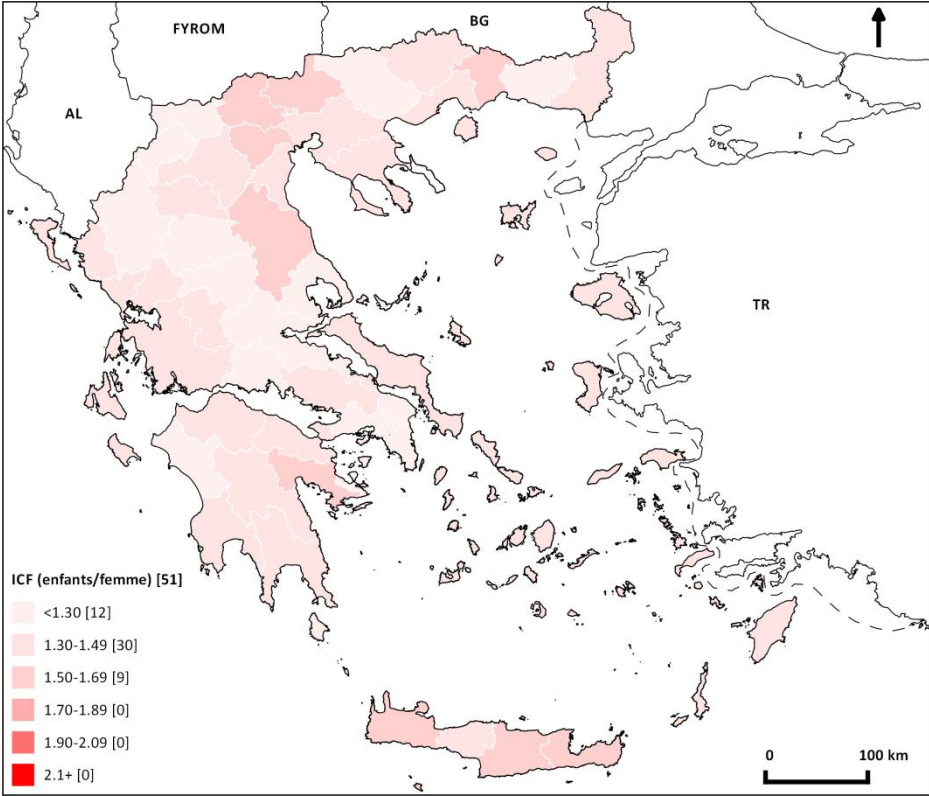 FYROM
BG
AL
TR
ICF (enfants/femme) [51]
<1.30 [12]
1.30-1.49 [30]
1.50-1.69 [9]
1.70-1.89 [0]
1.90-2.09 [0]
2.1+ [0]
0 100 km